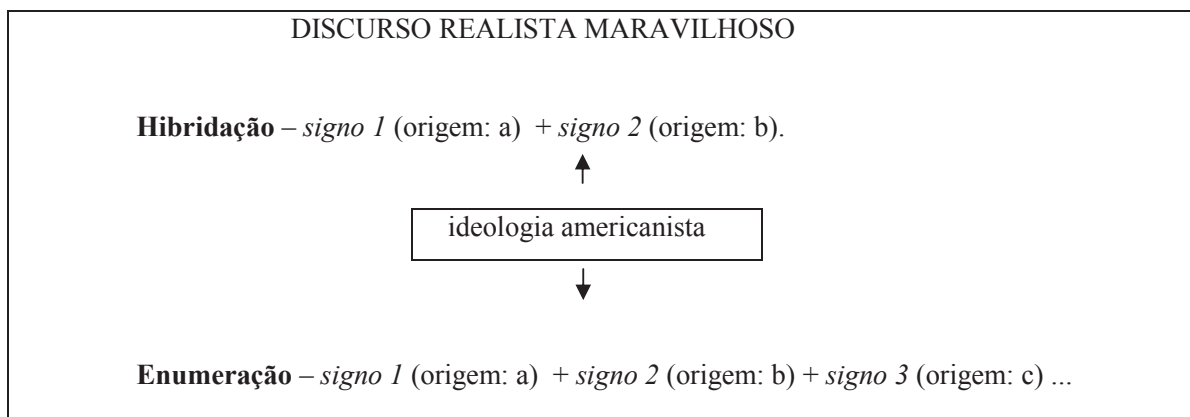 DISCURSO REALISTA MARAVILHOSO
Hibridação – signo 1 (origem: a) + signo 2 (origem: b).
ideologia americanista
Enumeração – signo 1 (origem: a) + signo 2 (origem: b) + signo 3 (origem: c) ...